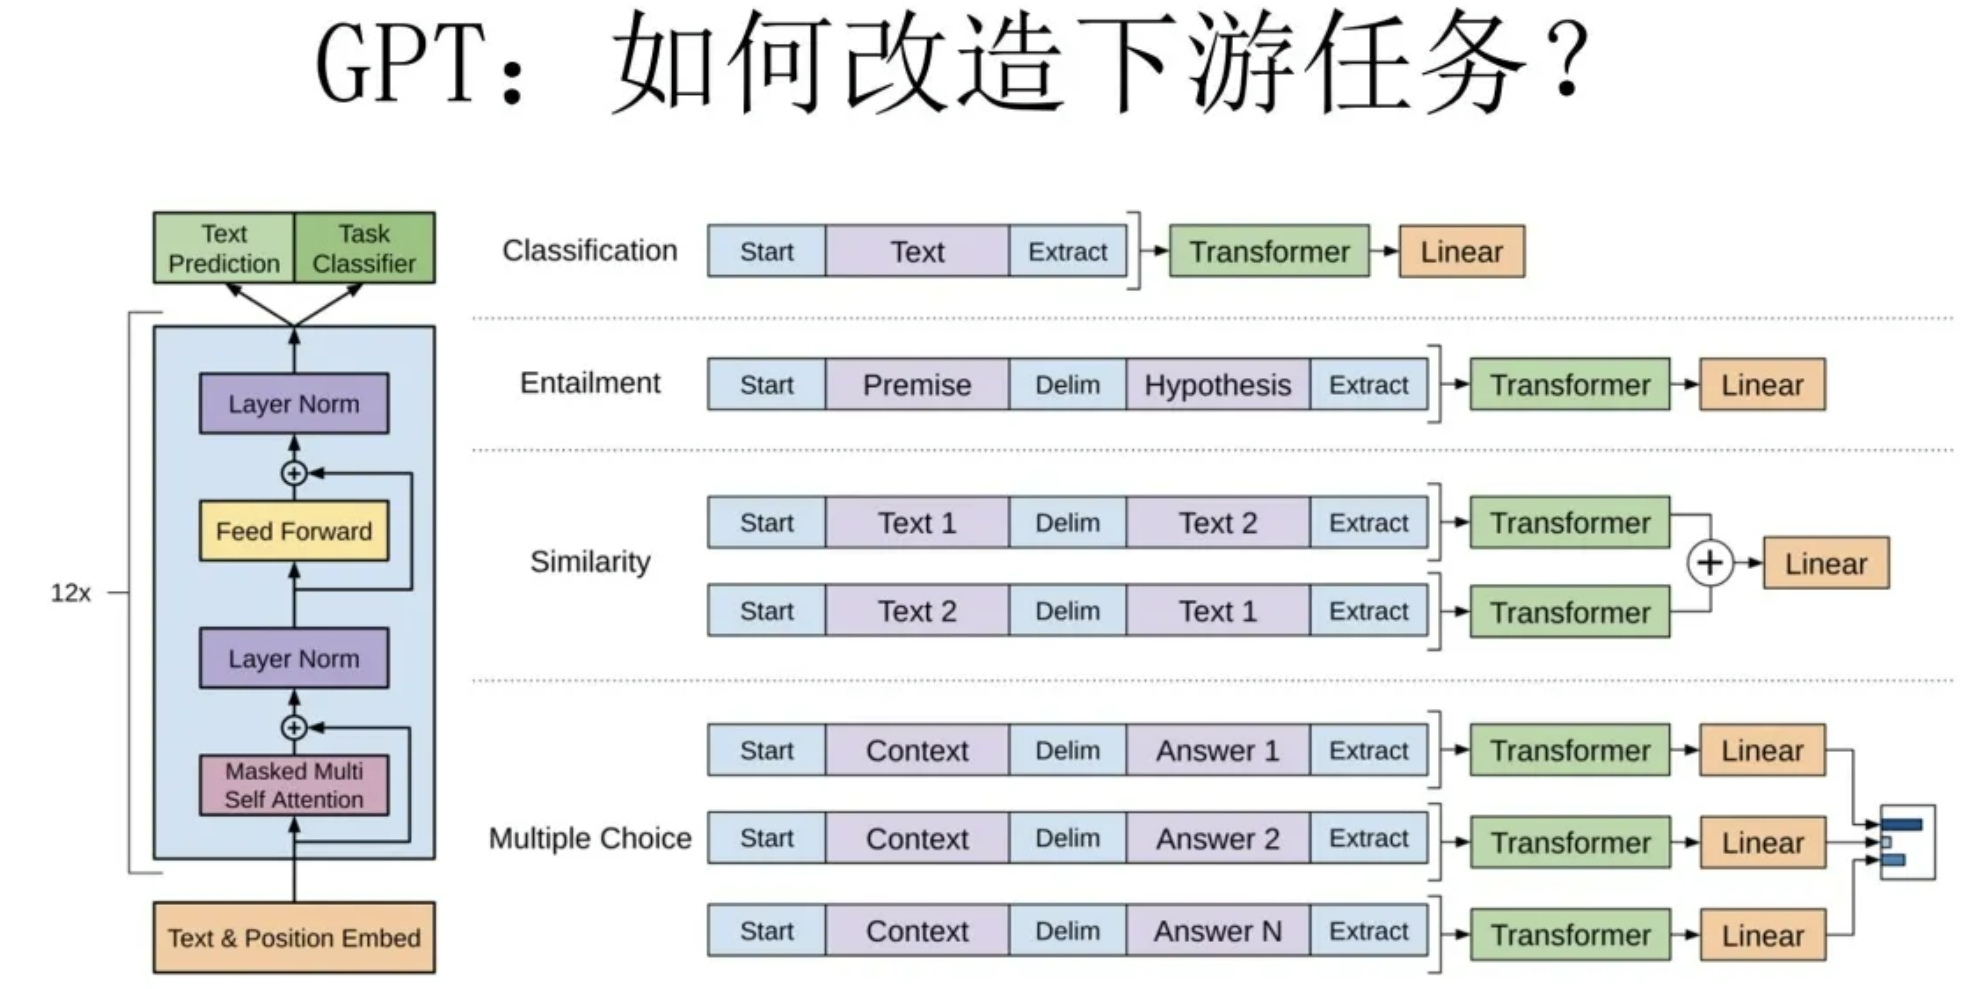 GPT：如何改造下游任务？
Text
Prediction
Task
Classifier
Layer Norm
Feed Forward
12x
Layer Norm
Masked Multi
Self Attention
Text & Position Embed
Classification
Start Text Extract Transformer Linear
Entailment
Start Premise Delim Hypothesis Extract Transformer Linear
Similarity
Start Text 1 Delim Text 2 Extract Transformer
+ Linear
Start Text 2 Delim Text 1 Extract Transformer
Multiple Choice
Start Context Delim Answer 1 Extract Transformer Linear
Start Context Delim Answer 2 Extract Transformer Linear
Start Context Delim Answer N Extract Transformer Linear